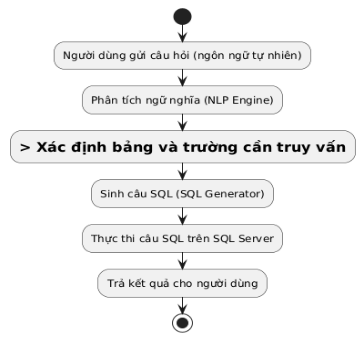 Người dùng gửi câu hỏi (ngôn ngữ tự nhiên)
Phân tích ngữ nghĩa (NLP Engine)
> Xác định bảng và trường cần truy vấn
Sinh câu SQL (SQL Generator)
Thực thi câu SQL trên SQL Server
Trả kết quả cho người dùng